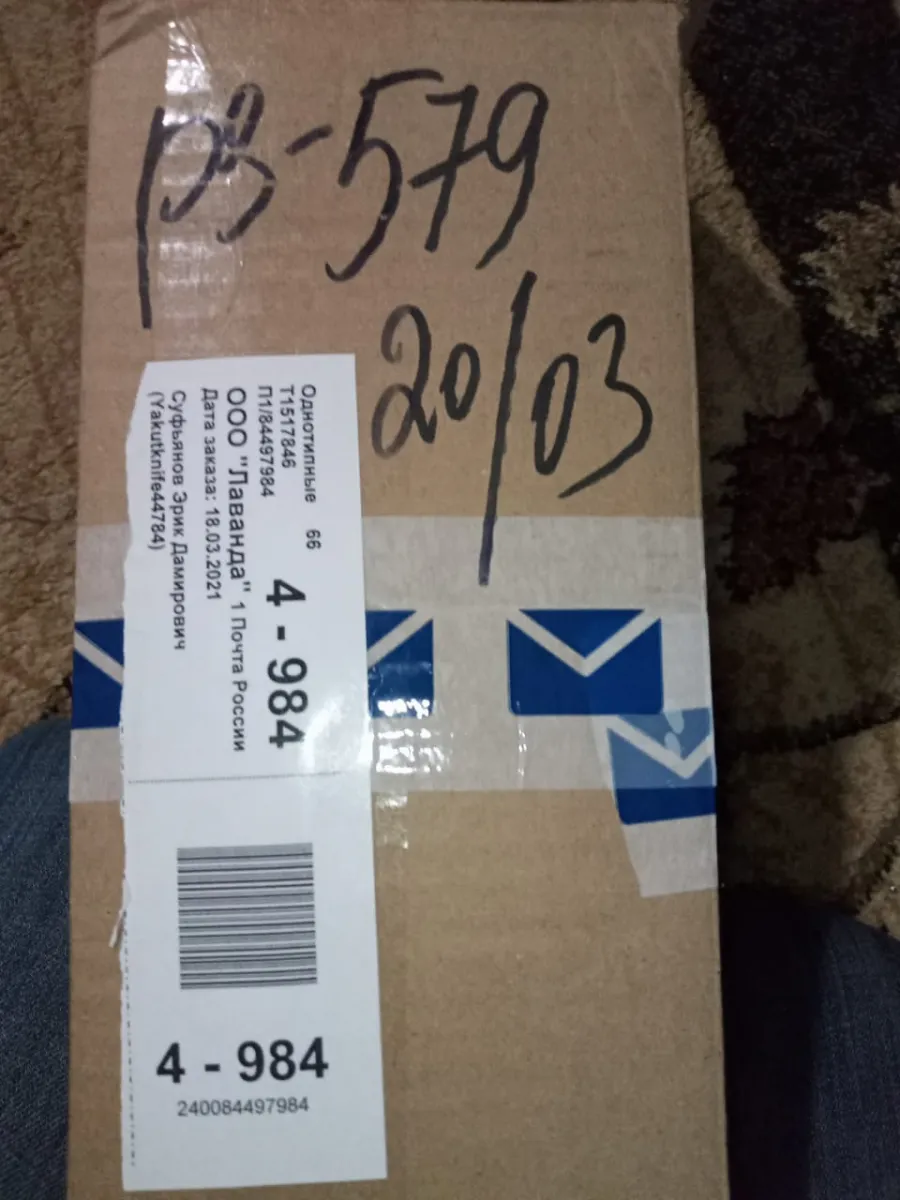 рз-579
20/03
Однотипные 66
Т1517846
П1/84497984
4 - 984
ООО "Лаванда" 1 Почта России
Дата заказа: 18.03.2021
Суфьянов Эрик Дамирович
(Yakutknife44784)
4 - 984
240084497984